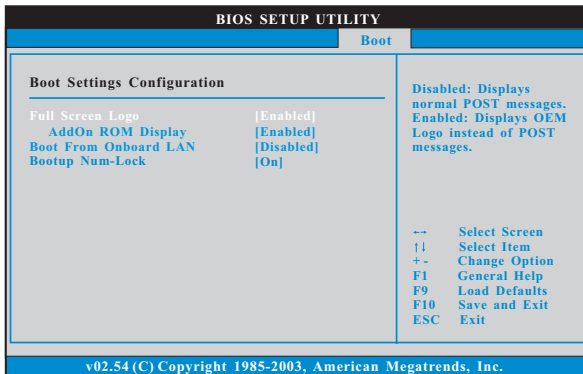 BIOS SETUP UTILITY
Boot
Boot Settings Configuration
Full Screen Logo [Enabled]
AddOn ROM Display [Enabled]
Boot From Onboard LAN [Disabled]
Bootup Num-Lock [On]
Disabled: Displays
normal POST messages.
Enabled: Displays OEM
Logo instead of POST
messages.
←→ Select Screen
↑↓ Select Item
+ - Change Option
F1 General Help
F9 Load Defaults
F10 Save and Exit
ESC Exit
v02.54 (C) Copyright 1985-2003, American Megatrends, Inc.